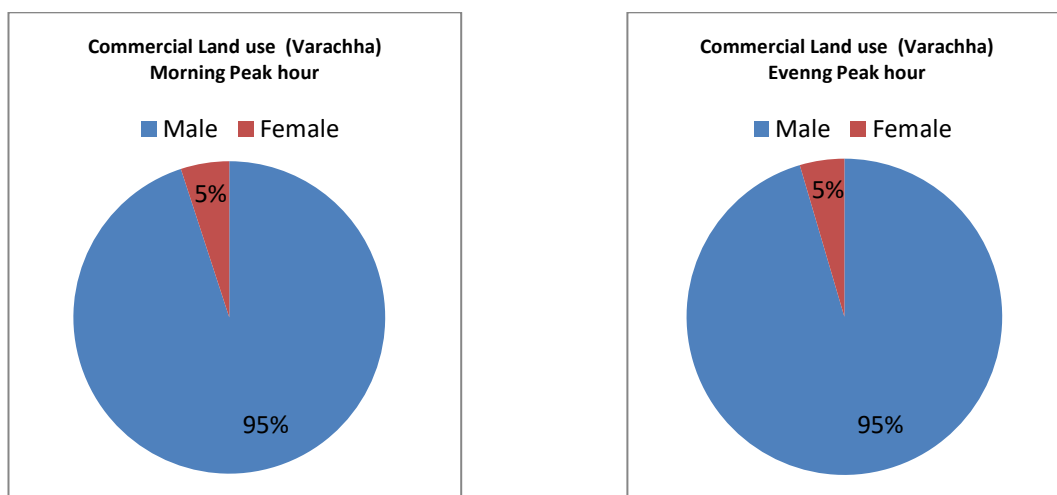 Commercial Land use (Varachha)
Morning Peak hour
Male Female
5%
95%
Commercial Land use (Varachha)
Evenng Peak hour
Male Female
5%
95%